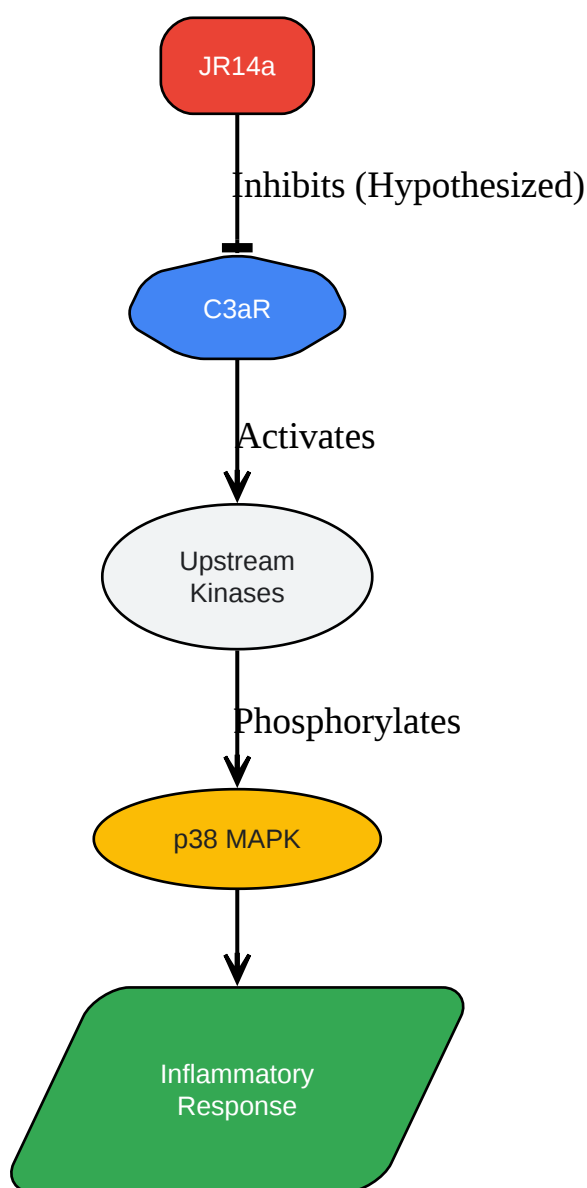 JR14a
Inhibits (Hypothesized)
C3aR
Activates
Upstream
Kinases
Phosphorylates
p38 MAPK
Inflammatory
Response